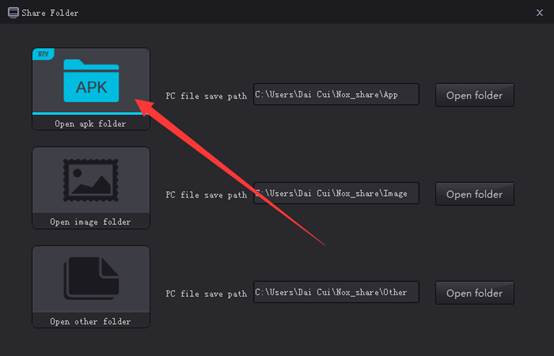 Share Folder
X
APK
Open apk folder
PC file save path
C:\Users\Dai Cui\Nox_share\App
Open folder
Open image folder
PC file save path
C:\Users\Dai Cui\Nox_share\Image
Open folder
Open other folder
PC file save path
C:\Users\Dai Cui\Nox_share\Other
Open folder